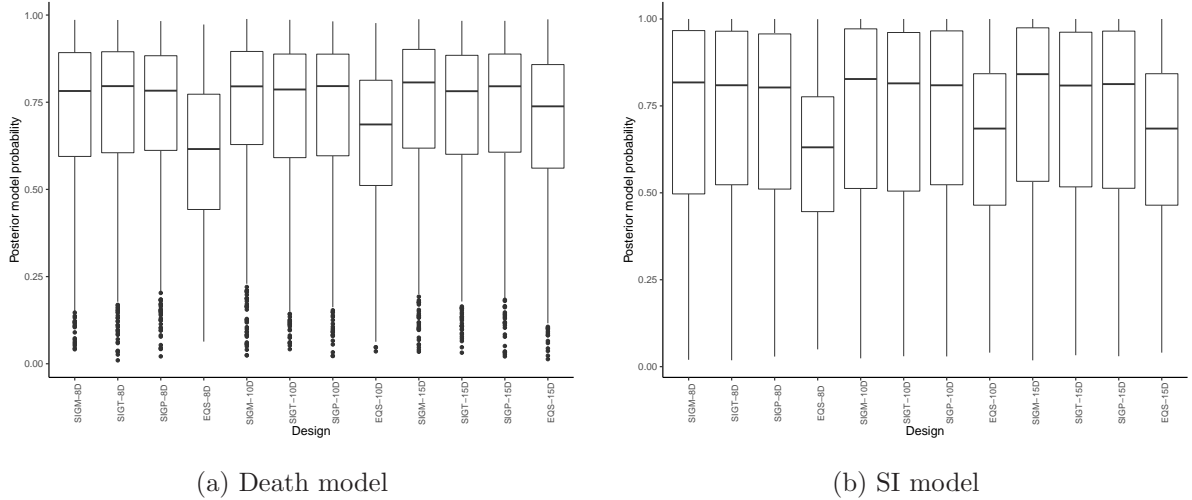 1.00
0.75
0.50
0.25
0.00
Posterior model probability
SIGM−8D
SIGT−8D
SIGP−8D
EQS−8D
SIGM−10D
SIGT−10D
SIGP−10D
EQS−10D
SIGM−15D
SIGT−15D
SIGP−15D
EQS−15D
Design
(a) Death model
1.00
0.75
0.50
0.25
0.00
Posterior model probability
SIGM−8D
SIGT−8D
SIGP−8D
EQS−8D
SIGM−10D
SIGT−10D
SIGP−10D
EQS−10D
SIGM−15D
SIGT−15D
SIGP−15D
EQS−15D
Design
(b) SI model